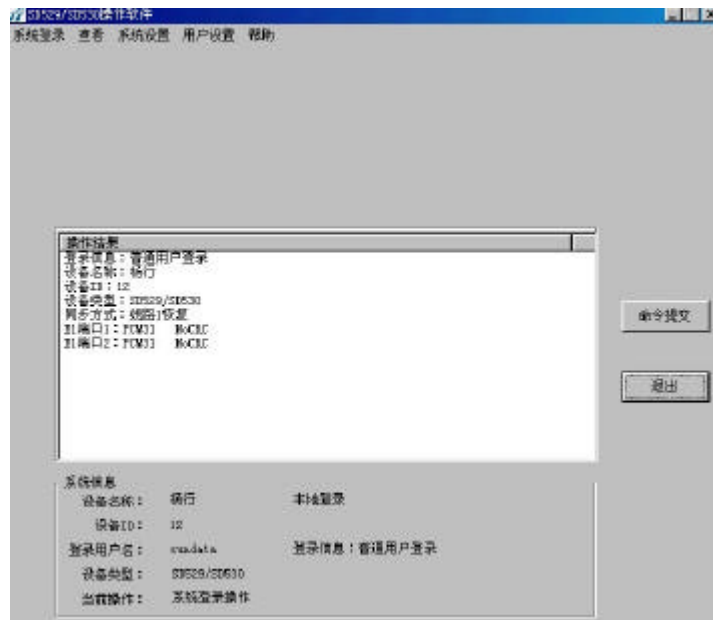 SD529/SD530操作软件
系统登录 查看 系统设置 用户设置 帮助
操作结果
登录信息：普通用户登录
设备名称：杨行
设备ID：12
设备类型：SD529/SD530
同步方式：线路1恢复
E1端口1：PCM31 NoCRC
E1端口2：PCM31 NoCRC
命令提交
退出
系统信息
设备名称： 杨行 本地登录
设备ID： 12
登录用户名： sundata 登录信息：普通用户登录
设备类型： SD529/SD530
当前操作： 系统登录操作